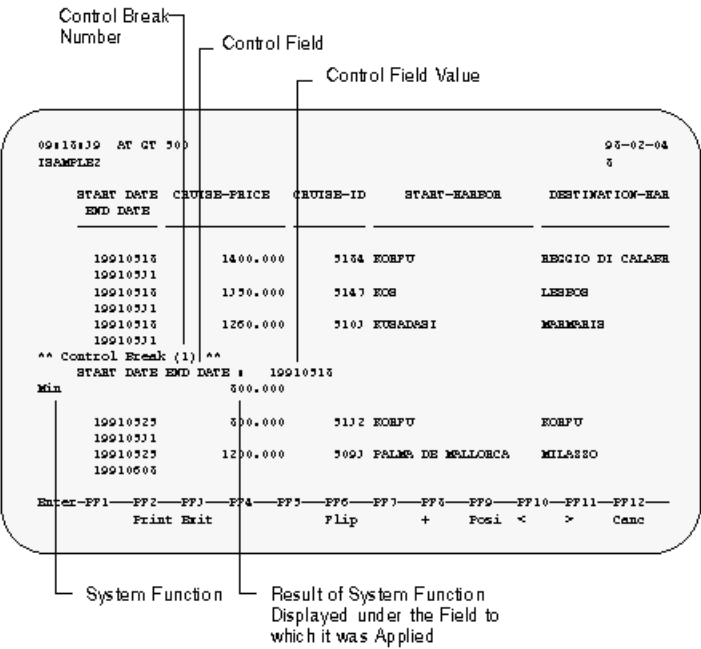 Control Break
Number
Control Field
Control Field Value
09:18:39 AT GT 500 98-02-04
ISAMPLE2 8
START DATE CRUISE-PRICE CRUISE-ID START-HARBOR DESTINATION-HAR
END DATE
19910518 1400.000 5184 KORFU REGGIO DI CALABR
19910531
19910518 1350.000 5143 KOS LESBOS
19910531
19910518 1260.000 5103 KUSADASI MARMARIS
19910531
** Control Break (1) **
START DATE END DATE : 19910518
Min 800.000
19910525 800.000 5132 KORFU KORFU
19910531
19910525 1200.000 5093 PALMA DE MALLORCA MILAZZO
19910608
Enter-PF1---PF2---PF3---PF4---PF5---PF6---PF7---PF8---PF9---PF10--PF11--PF12---
Print Exit Flip + Posi < > Canc
System Function
Result of System Function
Displayed under the Field to
which it was Applied